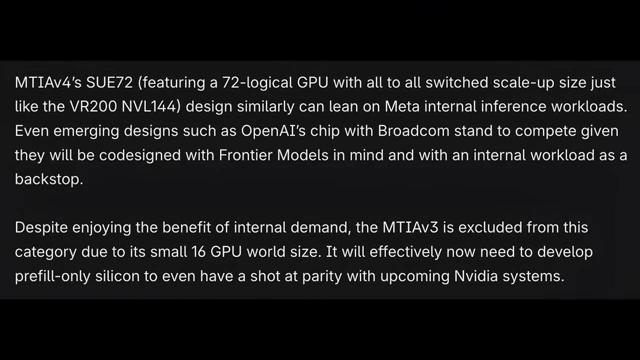 MTIAv4's SUE72 (featuring a 72-logical GPU with all to all switched scale-up size just
like the VR200 NVL144) design similarly can lean on Meta internal inference workloads.
Even emerging designs such as OpenAI's chip with Broadcom stand to compete given
they will be codesigned with Frontier Models in mind and with an internal workload as a
backstop.
Despite enjoying the benefit of internal demand, the MTIAv3 is excluded from this
category due to its small 16 GPU world size. It will effectively now need to develop
prefill-only silicon to even have a shot at parity with upcoming Nvidia systems.